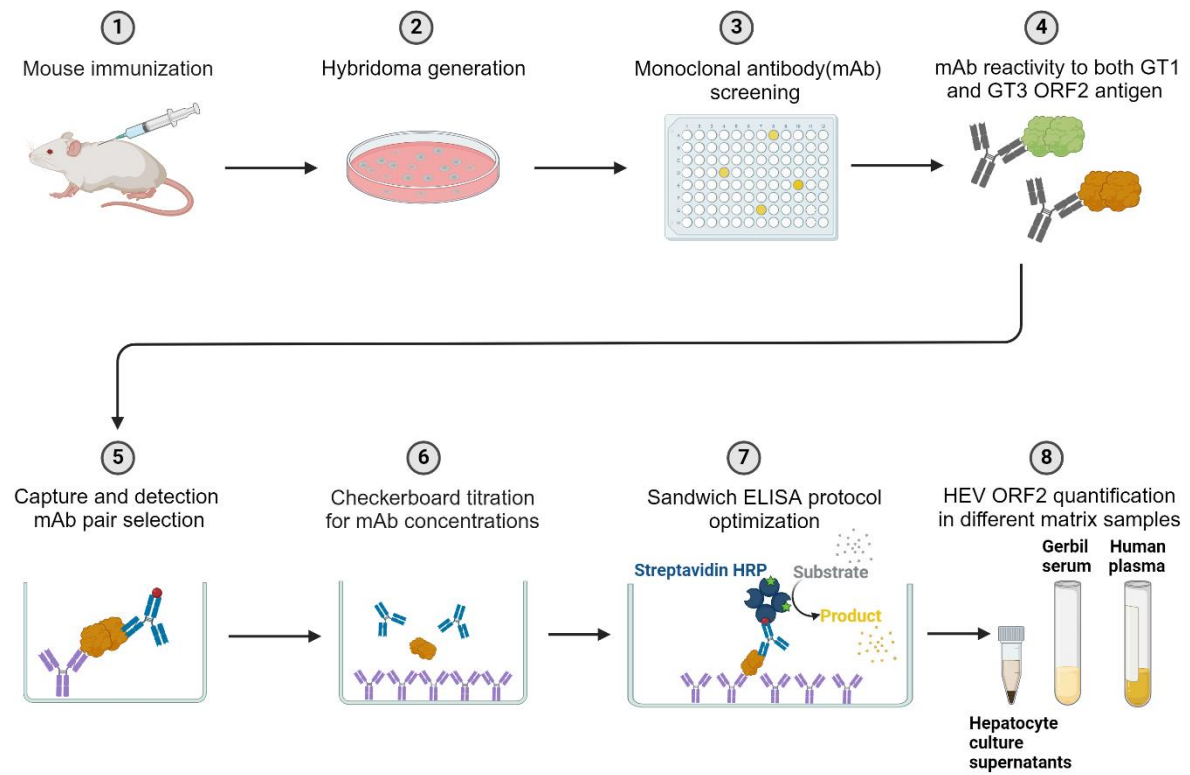 1
Mouse immunization
2
Hybridoma generation
3
Monoclonal antibody(mAb)
screening
4
mAb reactivity to both GT1
and GT3 ORF2 antigen
5
Capture and detection
mAb pair selection
6
Checkerboard titration
for mAb concentrations
7
Sandwich ELISA protocol
optimization
Streptavidin HRP
Substrate
Product
8
HEV ORF2 quantification
in different matrix samples
Gerbil
serum
Human
plasma
Hepatocyte
culture
supernatants